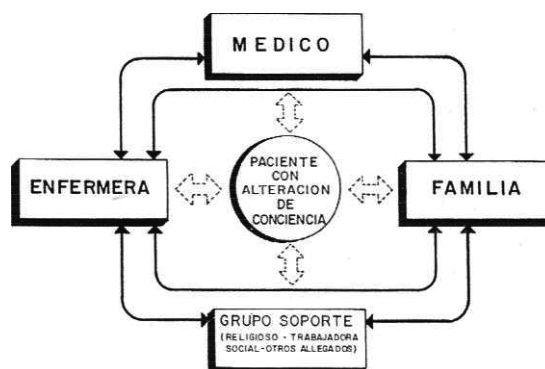 MEDICO
ENFERMERA
PACIENTE
CON
ALTERACION
DE
CONCIENCIA
FAMILIA
GRUPO SOPORTE
(RELIGIOSO - TRABAJADORA
SOCIAL-OTROS ALLEGADOS)